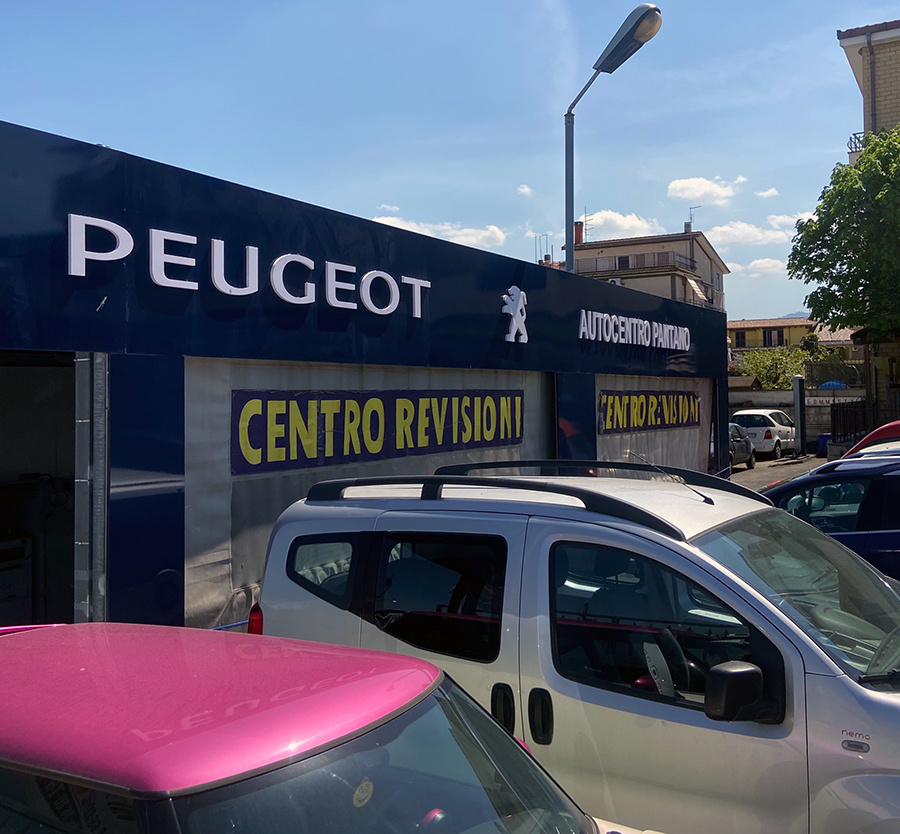 PEUGEOT
AUTOCENTRO PANTANO
CENTRO REVISIONI
CENTRO REVISIONI
nemo